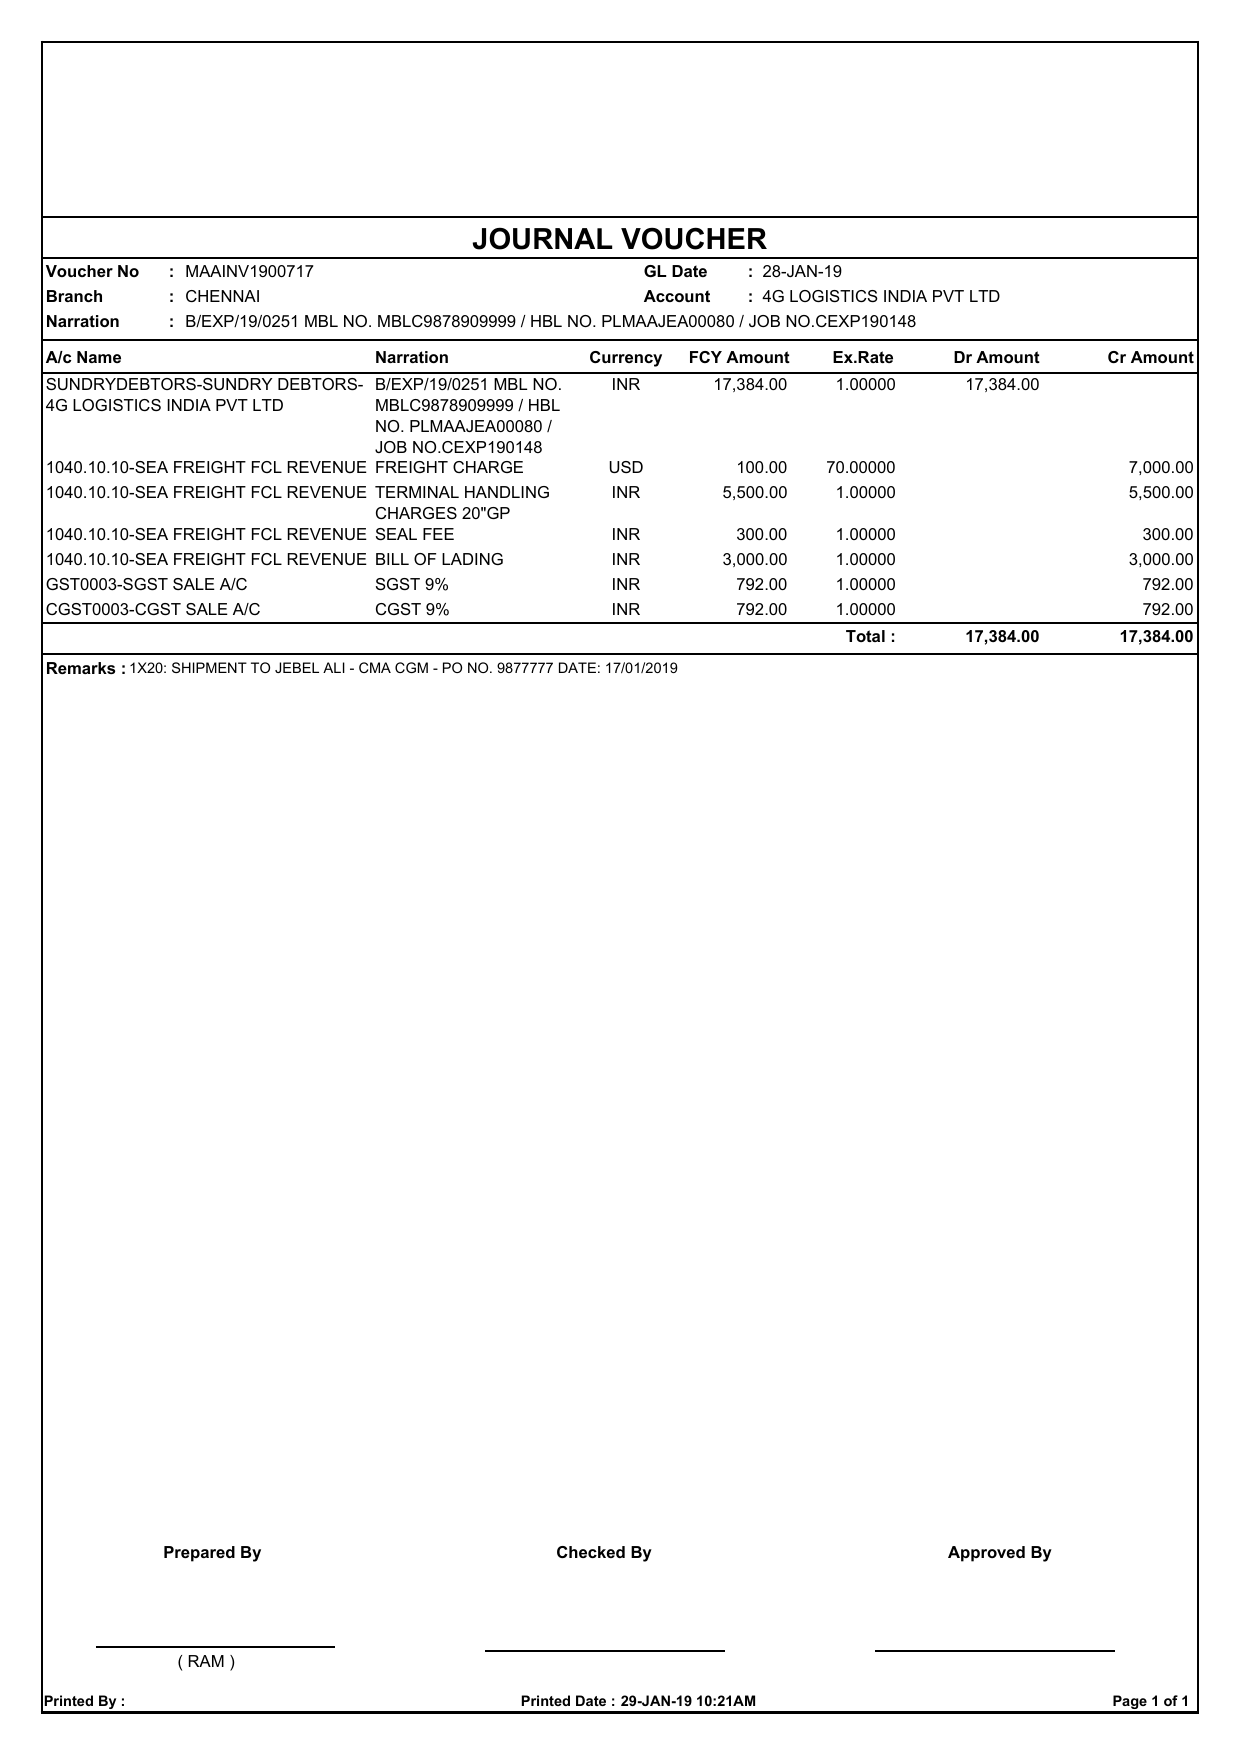 JOURNAL VOUCHER
Voucher No : MAAINV1900717 GL Date : 28-JAN-19
Branch : CHENNAI Account : 4G LOGISTICS INDIA PVT LTD
Narration : B/EXP/19/0251 MBL NO. MBLC9878909999 / HBL NO. PLMAAJEA00080 / JOB NO.CEXP190148
A/c Name Narration Currency FCY Amount Ex.Rate Dr Amount Cr Amount
SUNDRYDEBTORS-SUNDRY DEBTORS- B/EXP/19/0251 MBL NO. INR 17,384.00 1.00000 17,384.00
4G LOGISTICS INDIA PVT LTD MBLC9878909999 / HBL
NO. PLMAAJEA00080 /
JOB NO.CEXP190148
1040.10.10-SEA FREIGHT FCL REVENUE FREIGHT CHARGE USD 100.00 70.00000 7,000.00
1040.10.10-SEA FREIGHT FCL REVENUE TERMINAL HANDLING INR 5,500.00 1.00000 5,500.00
CHARGES 20"GP
1040.10.10-SEA FREIGHT FCL REVENUE SEAL FEE INR 300.00 1.00000 300.00
1040.10.10-SEA FREIGHT FCL REVENUE BILL OF LADING INR 3,000.00 1.00000 3,000.00
GST0003-SGST SALE A/C SGST 9% INR 792.00 1.00000 792.00
CGST0003-CGST SALE A/C CGST 9% INR 792.00 1.00000 792.00
Total : 17,384.00 17,384.00
Remarks : 1X20: SHIPMENT TO JEBEL ALI - CMA CGM - PO NO. 9877777 DATE: 17/01/2019
Prepared By Checked By Approved By
( RAM )
Printed By : Printed Date : 29-JAN-19 10:21AM Page 1 of 1